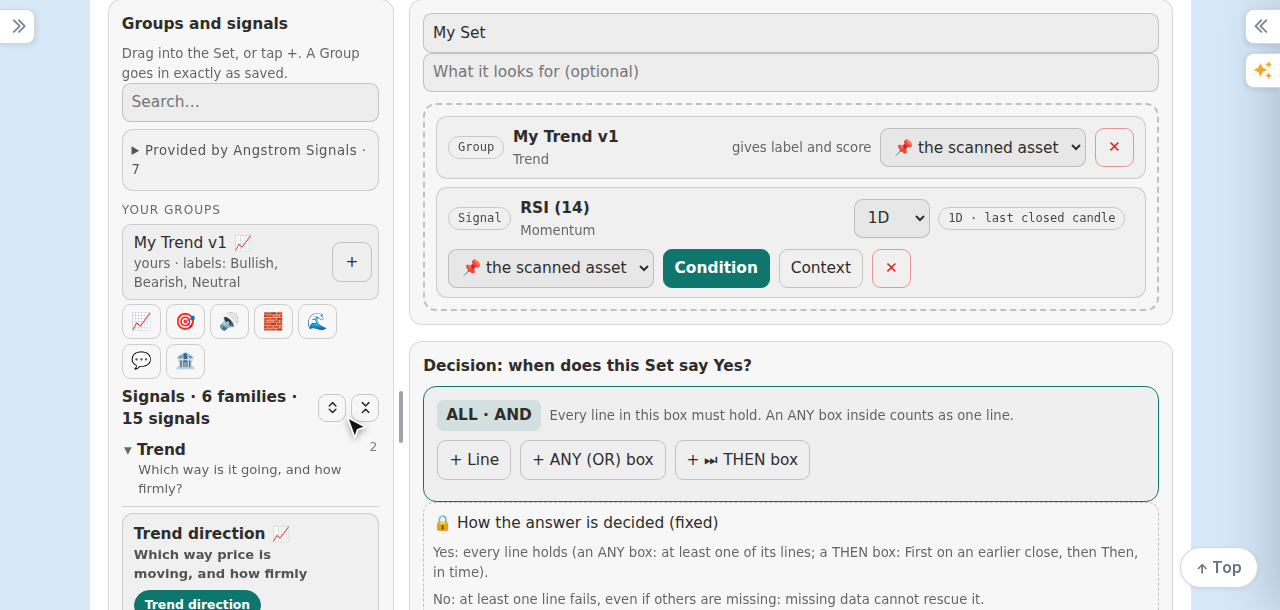 Groups and signals
Drag into the Set, or tap +. A Group
goes in exactly as saved.
Search...
▶ Provided by Angstrom Signals ·
7
YOUR GROUPS
My Trend v1 📈
yours · labels: Bullish,
Bearish, Neutral
+
Signals · 6 families ·
15 signals
▼ Trend
2
Which way is it going, and how
firmly?
Trend direction 📈
Which way price is
moving, and how firmly
Trend direction
My Set
What it looks for (optional)
Group
My Trend v1
Trend
gives label and score
📌 the scanned asset
✕
Signal
RSI (14)
Momentum
1D
1D · last closed candle
📌 the scanned asset
Condition
Context
✕
Decision: when does this Set say Yes?
ALL · AND
Every line in this box must hold. An ANY box inside counts as one line.
+ Line
+ ANY (OR) box
+ ⏭ THEN box
🔒 How the answer is decided (fixed)
Yes: every line holds (an ANY box: at least one of its lines; a THEN box: First on an earlier close, then Then,
in time).
No: at least one line fails, even if others are missing: missing data cannot rescue it.
↑ Top